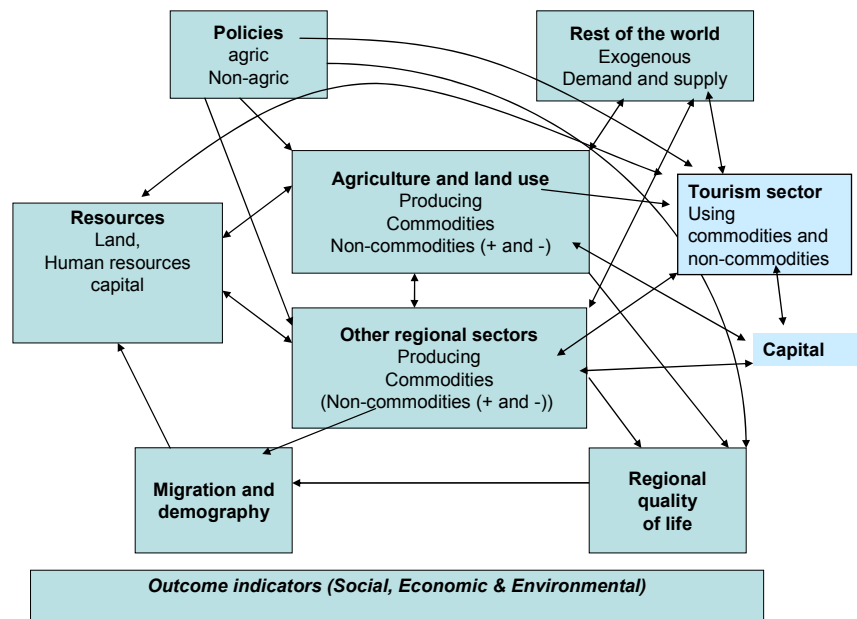 Policies
agric
Non-agric
Rest of the world
Exogenous
Demand and supply
Agriculture and land use
Producing
Commodities
Non-commodities (+ and -)
Tourism sector
Using
commodities and
non-commodities
Resources
Land,
Human resources
capital
Other regional sectors
Producing
Commodities
(Non-commodities (+ and -))
Capital
Migration and
demography
Regional
quality
of life
Outcome indicators (Social, Economic & Environmental)